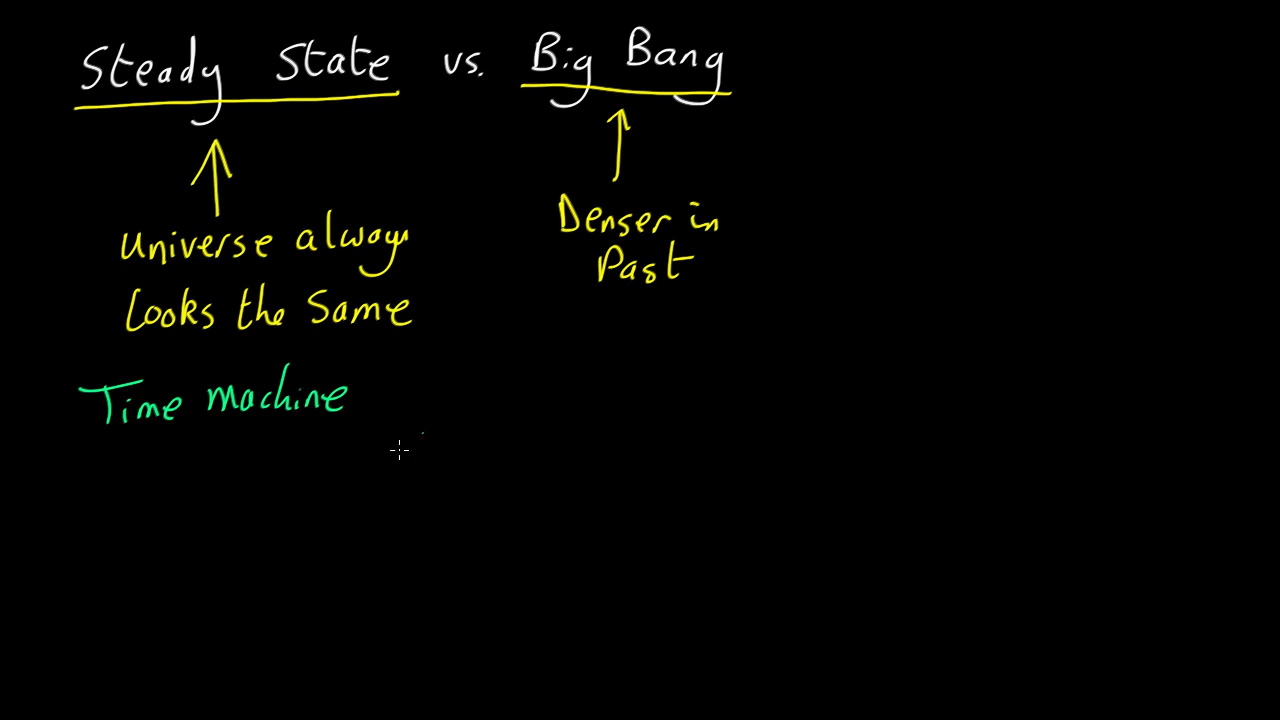 Steady State vs. Big Bang
Universe always
looks the same
Denser in
Past
Time machine